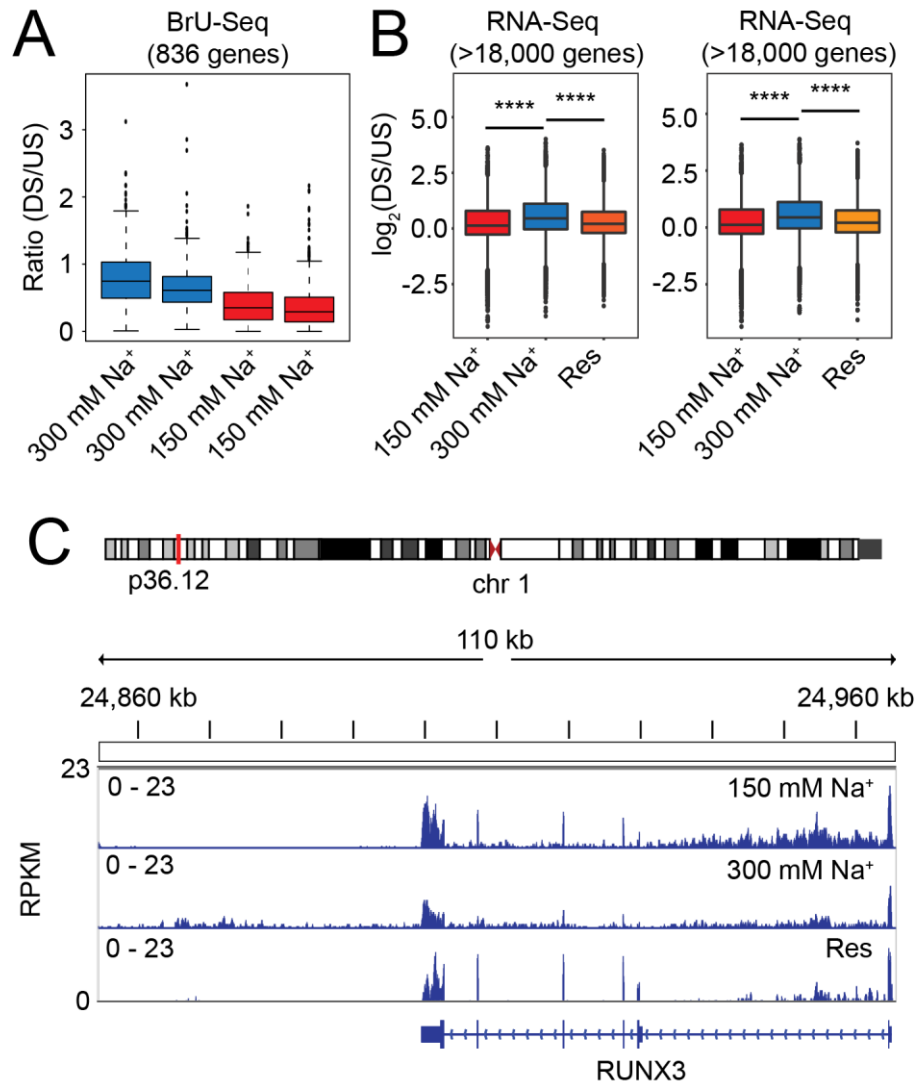 A
BrU-Seq
(836 genes)
Ratio (DS/US)
3
2
1
0
300 mM Na⁺
300 mM Na⁺
150 mM Na⁺
150 mM Na⁺
B
RNA-Seq
(>18,000 genes)
log₂(DS/US)
5.0
2.5
0.0
-2.5
****
****
150 mM Na⁺
300 mM Na⁺
Res
RNA-Seq
(>18,000 genes)
5.0
2.5
0.0
-2.5
****
****
150 mM Na⁺
300 mM Na⁺
Res
C
p36.12
chr 1
110 kb
24,860 kb
24,960 kb
RPKM
23
0 - 23
150 mM Na⁺
0 - 23
300 mM Na⁺
0 - 23
Res
0
RUNX3